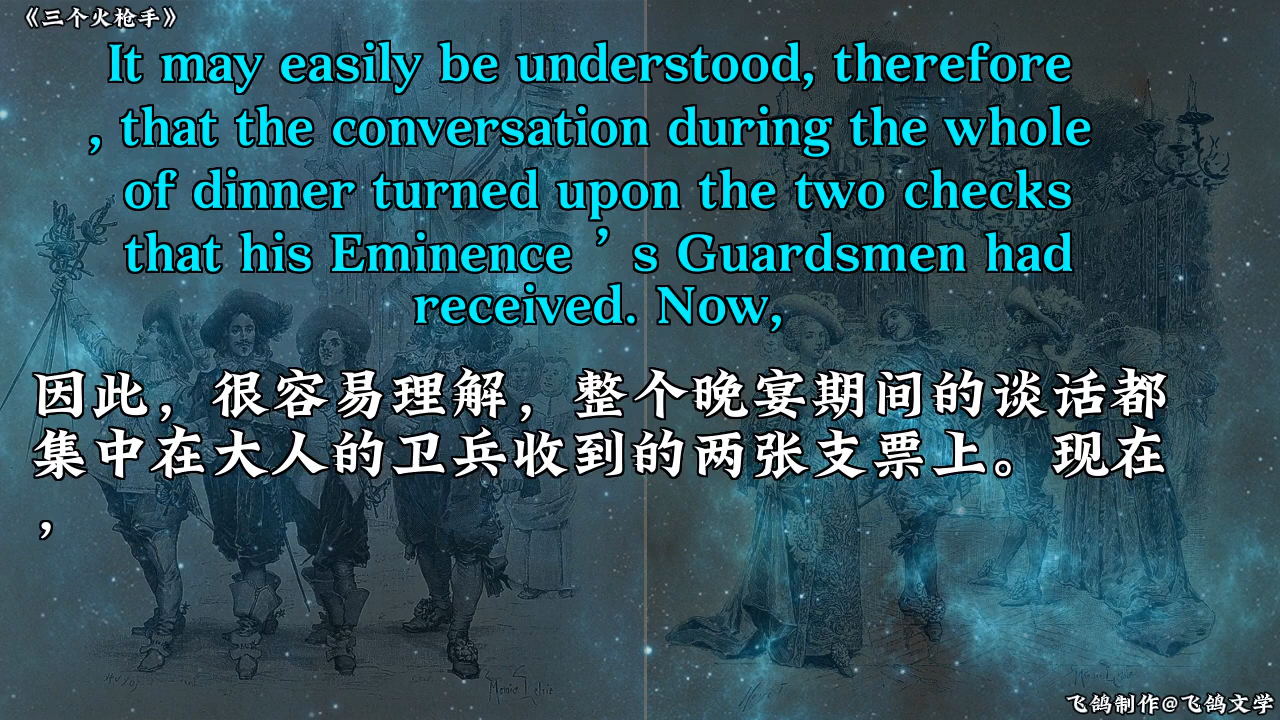 《三个火枪手》
It may easily be understood, therefore
, that the conversation during the whole
of dinner turned upon the two checks
that his Eminence ’ s Guardsmen had
received. Now,
因此，很容易理解，整个晚宴期间的谈话都
集中在大人的卫兵收到的两张支票上。现在
，
飞鸽制作@飞鸽文学